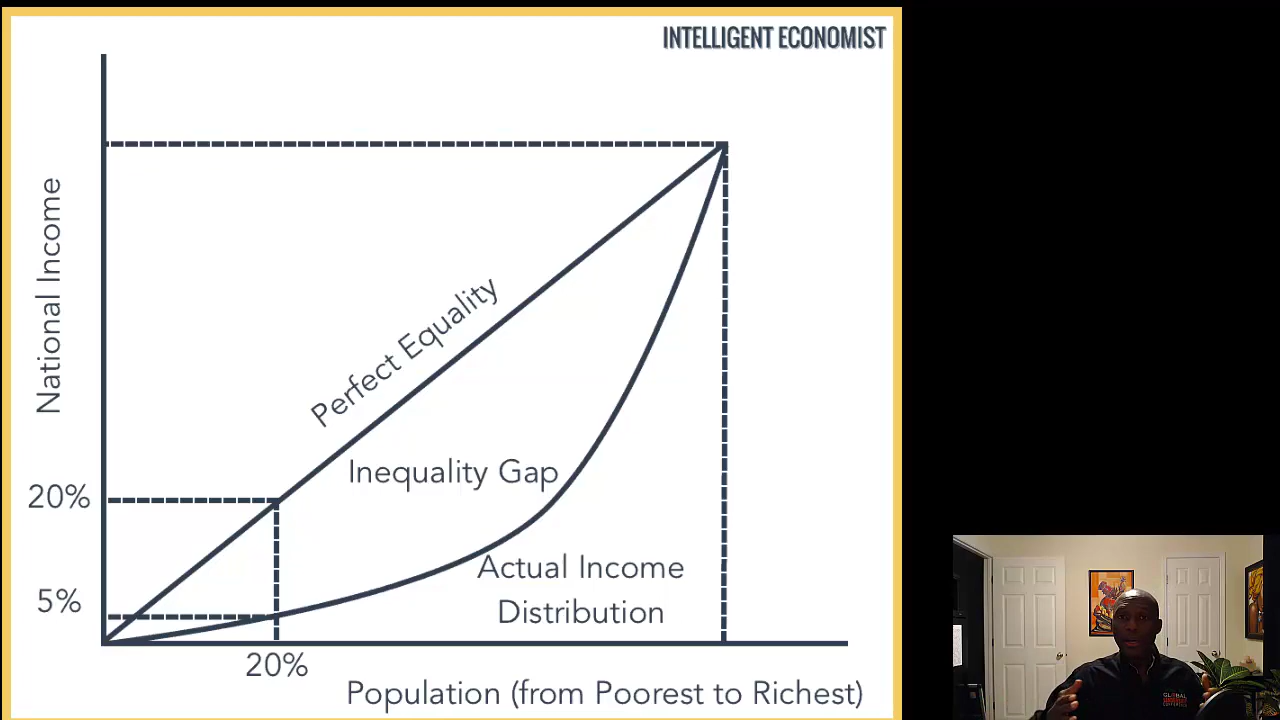 INTELLIGENT ECONOMIST
National Income
Perfect Equality
Inequality Gap
20%
5%
Actual Income
Distribution
20%
Population (from Poorest to Richest)
GLOBAL